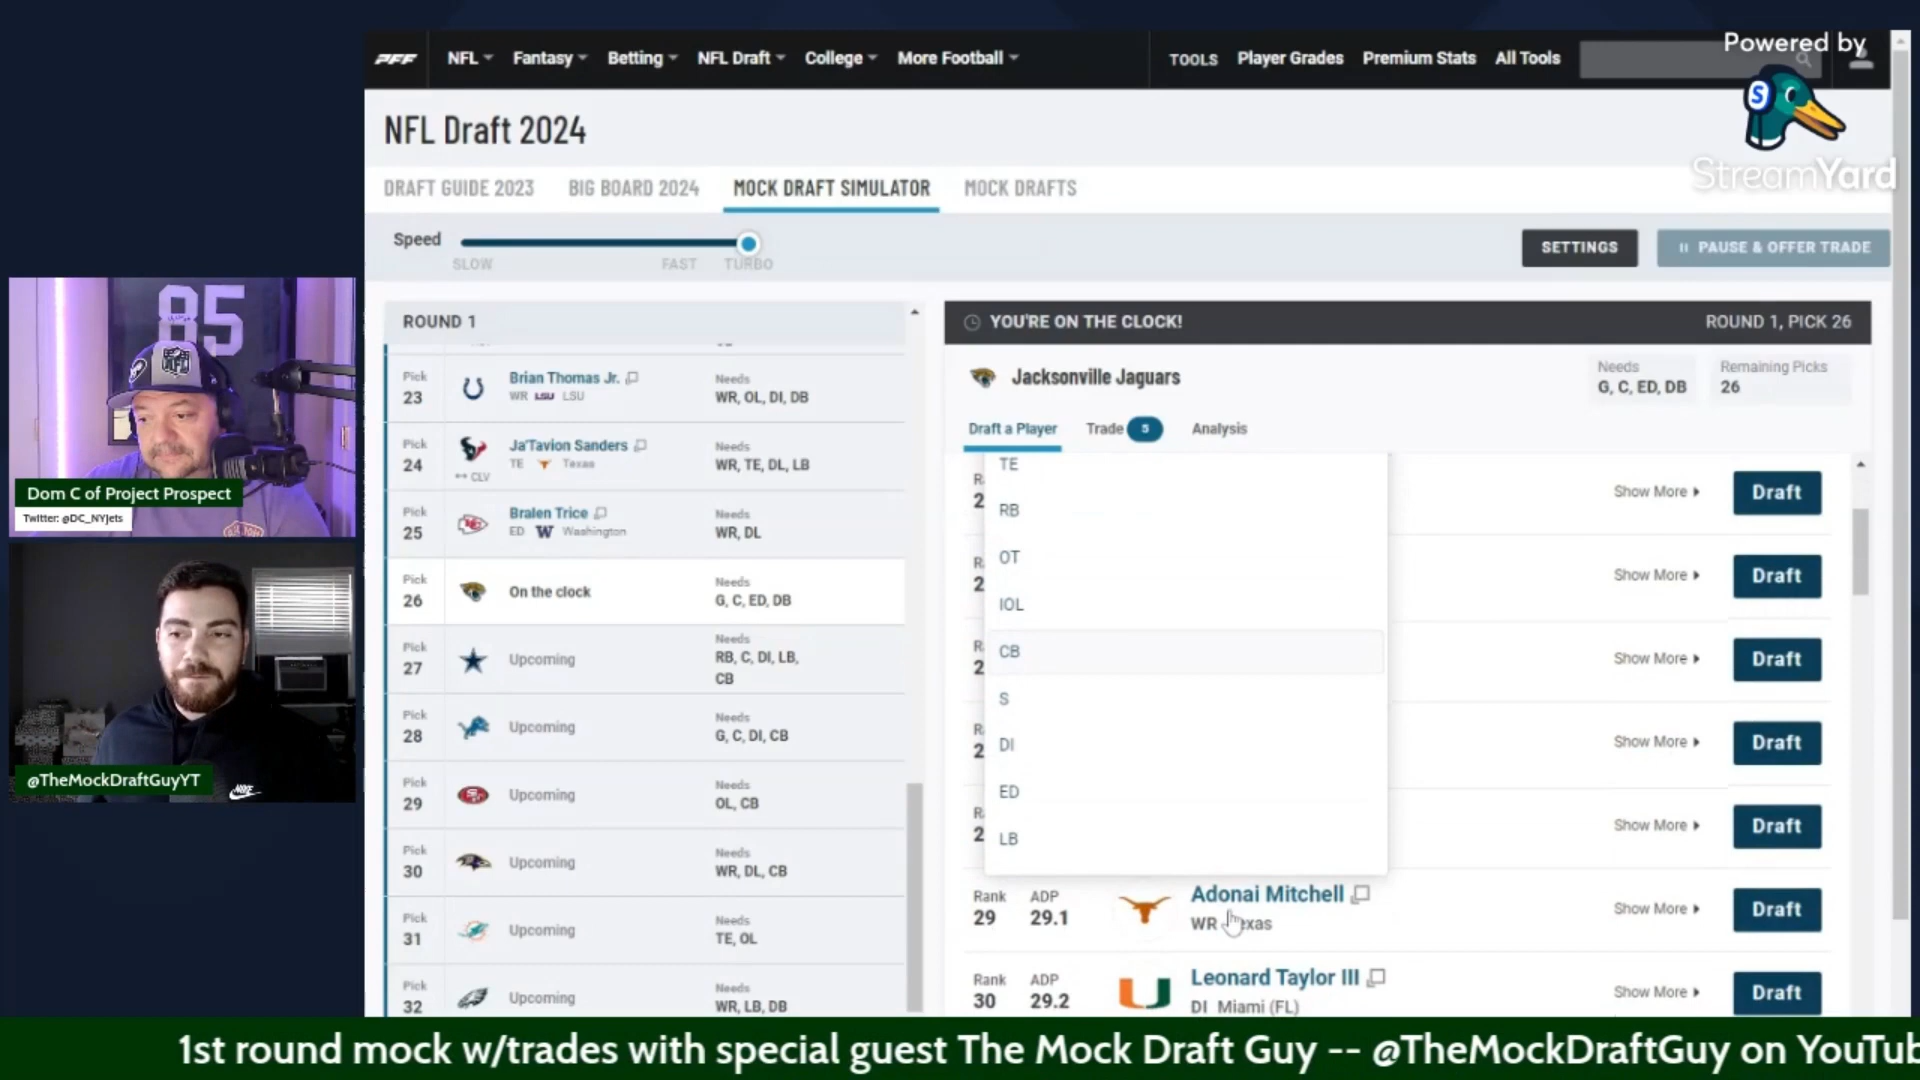 Powered by
StreamYard
PFF
NFL
Fantasy
Betting
NFL Draft
College
More Football
TOOLS
Player Grades
Premium Stats
All Tools
NFL Draft 2024
DRAFT GUIDE 2023
BIG BOARD 2024
MOCK DRAFT SIMULATOR
MOCK DRAFTS
Speed
SLOW
FAST
TURBO
SETTINGS
PAUSE & OFFER TRADE
85
NFL
Dom C of Project Prospect
Twitter: @DC_NYjets
@TheMockDraftGuyYT
ROUND 1
Pick 23
Brian Thomas Jr.
WR LSU LSU
Needs
WR, OL, DI, DB
Pick 24
CLV
Ja'Tavion Sanders
TE Texas
Needs
WR, TE, DL, LB
Pick 25
Bralen Trice
ED W Washington
Needs
WR, DL
Pick 26
On the clock
Needs
G, C, ED, DB
Pick 27
Upcoming
Needs
RB, C, DI, LB,
CB
Pick 28
Upcoming
Needs
G, C, DI, CB
Pick 29
Upcoming
Needs
OL, CB
Pick 30
Upcoming
Needs
WR, DL, CB
Pick 31
Upcoming
Needs
TE, OL
Pick 32
Upcoming
Needs
WR, LB, DB
YOU'RE ON THE CLOCK!
ROUND 1, PICK 26
Jacksonville Jaguars
Needs
G, C, ED, DB
Remaining Picks
26
Draft a Player
Trade 5
Analysis
TE
RB
OT
IOL
CB
S
DI
ED
LB
Show More
Draft
Show More
Draft
Show More
Draft
Show More
Draft
Show More
Draft
Rank 29
ADP 29.1
Adonai Mitchell
WR
Show More
Draft
Rank 30
ADP 29.2
Leonard Taylor III
DI Miami (FL)
Show More
Draft
1st round mock w/trades with special guest The Mock Draft Guy -- @TheMockDraftGuy on YouTub